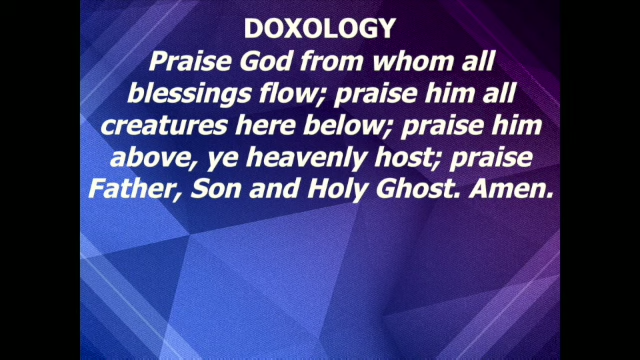 DOXOLOGY
Praise God from whom all
blessings flow; praise him all
creatures here below; praise him
above, ye heavenly host; praise
Father, Son and Holy Ghost. Amen.